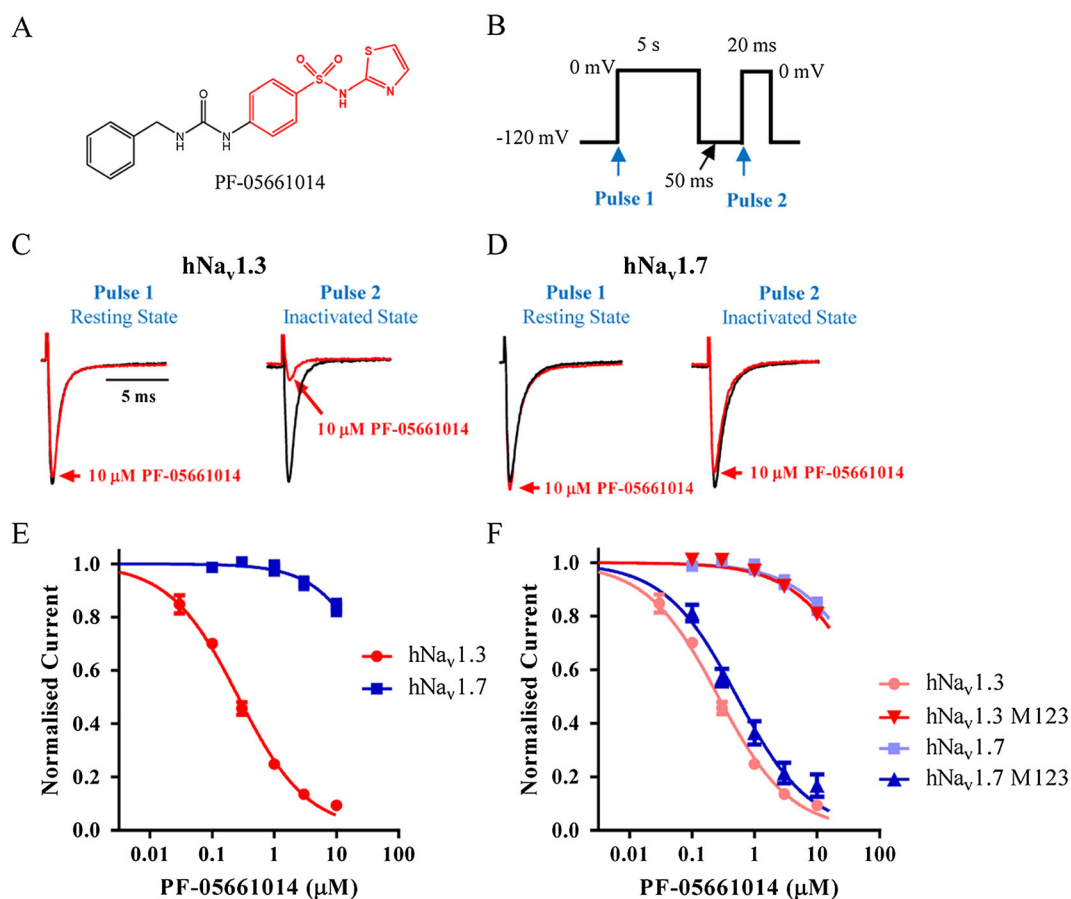 A
S
O
O
S
N
H
N
O
N
H
N
H
PF-05661014
B
5 s
20 ms
0 mV
0 mV
-120 mV
50 ms
Pulse 1
Pulse 2
C
hNav1.3
Pulse 1
Resting State
Pulse 2
Inactivated State
5 ms
10 μM PF-05661014
10 μM PF-05661014
D
hNav1.7
Pulse 1
Resting State
Pulse 2
Inactivated State
10 μM PF-05661014
10 μM PF-05661014
E
Normalised Current
1.0
0.8
0.6
0.4
0.2
0.0
0.01 0.1 1 10 100
PF-05661014 (μM)
hNav1.3
hNav1.7
F
Normalised Current
1.0
0.8
0.6
0.4
0.2
0.0
0.01 0.1 1 10 100
PF-05661014 (μM)
hNav1.3
hNav1.3 M123
hNav1.7
hNav1.7 M123